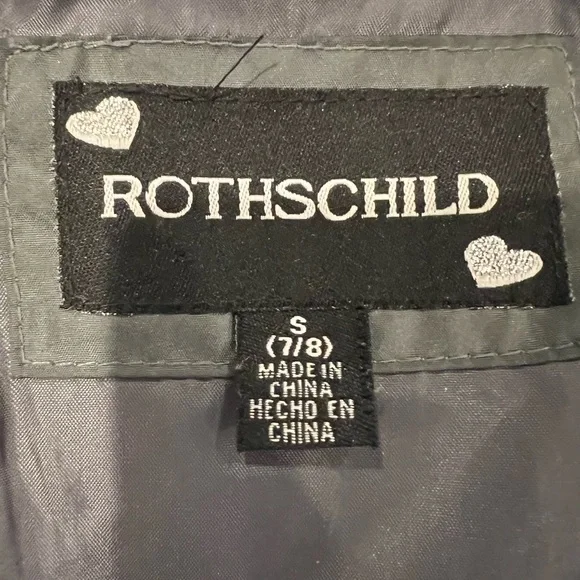 ROTHSCHILD
S
(7/8)
MADE IN
CHINA
HECHO EN
CHINA